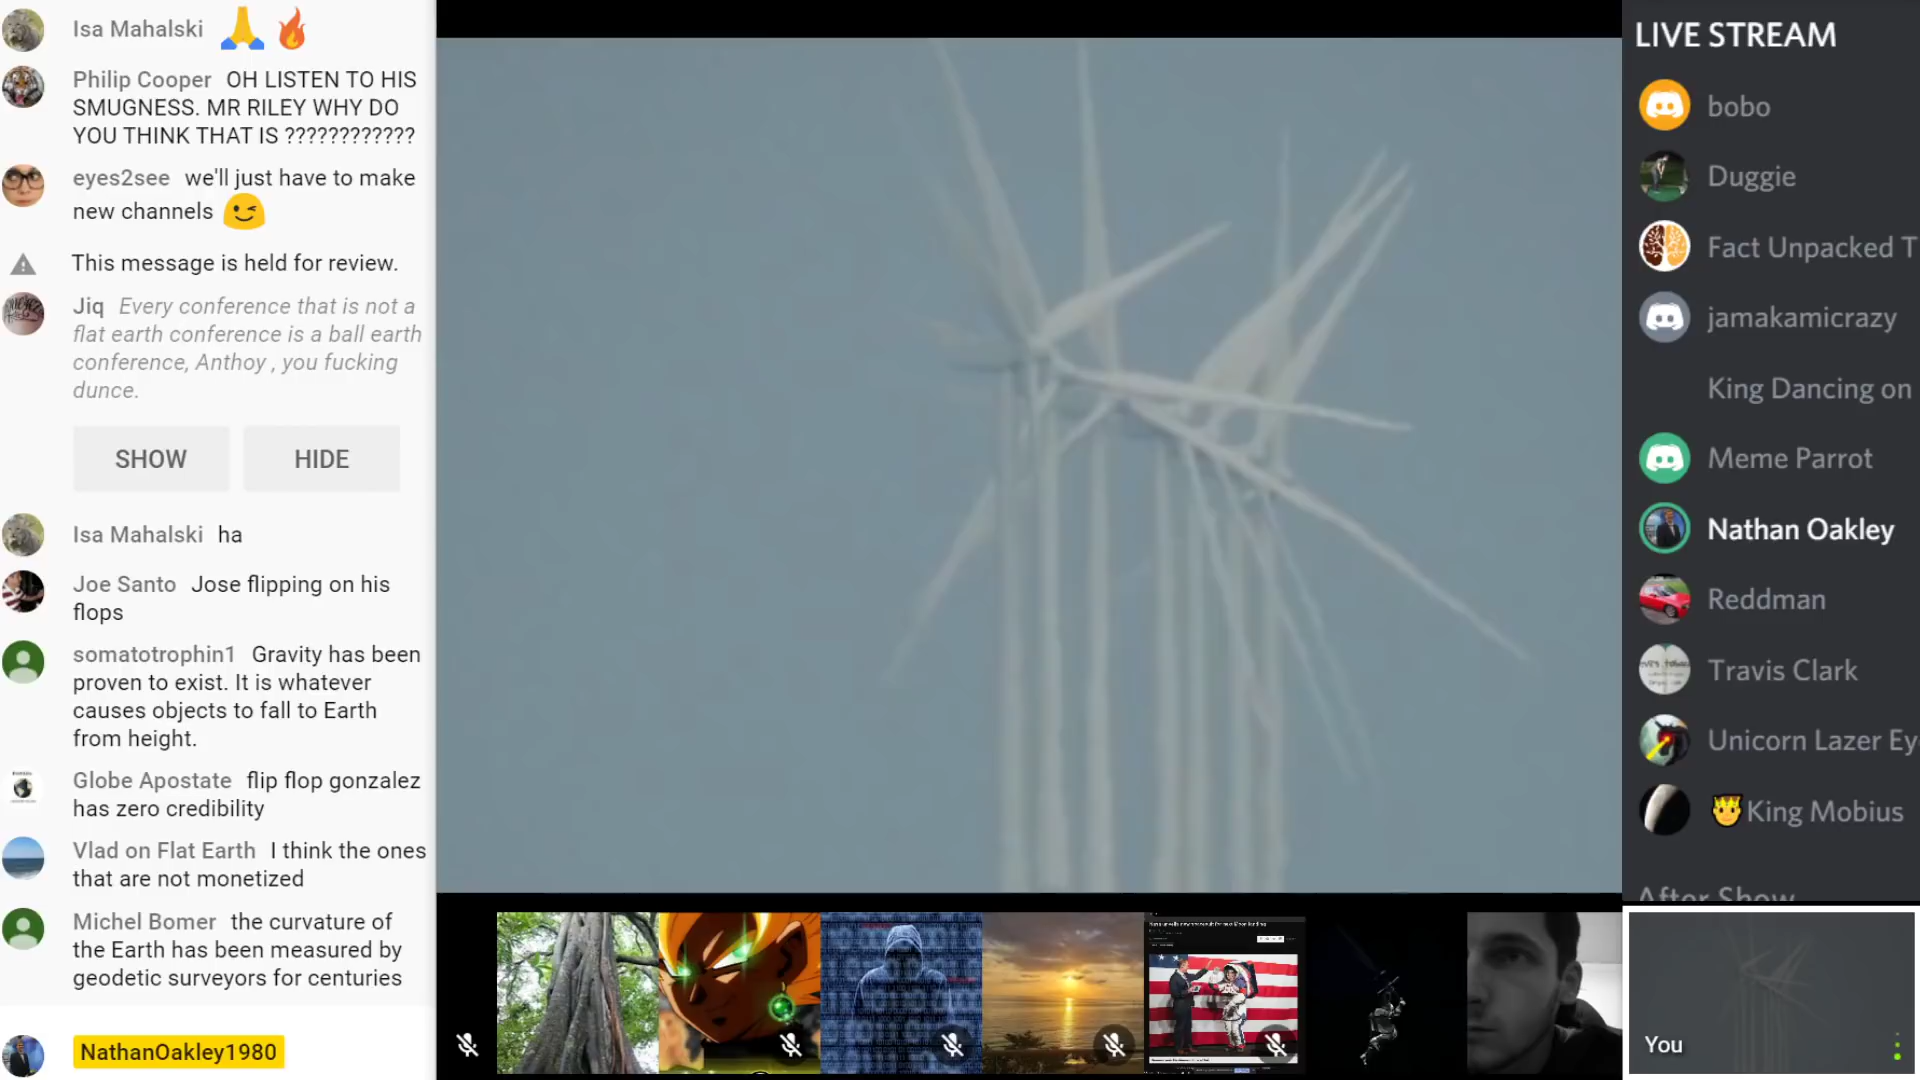 Isa Mahalski
Philip Cooper OH LISTEN TO HIS
SMUGNESS. MR RILEY WHY DO
YOU THINK THAT IS ????????????
eyes2see we'll just have to make
new channels
This message is held for review.
Jiq Every conference that is not a
flat earth conference is a ball earth
conference, Anthoy , you fucking
dunce.
SHOW HIDE
Isa Mahalski ha
Joe Santo Jose flipping on his
flops
somatotrophin1 Gravity has been
proven to exist. It is whatever
causes objects to fall to Earth
from height.
Globe Apostate flip flop gonzalez
has zero credibility
Vlad on Flat Earth I think the ones
that are not monetized
Michel Bomer the curvature of
the Earth has been measured by
geodetic surveyors for centuries
NathanOakley1980
LIVE STREAM
bobo
Duggie
Fact Unpacked T
jamakamicrazy
King Dancing on
Meme Parrot
Nathan Oakley
Reddman
Travis Clark
Unicorn Lazer Ey
King Mobius
After Show
You